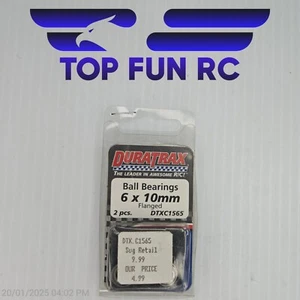 TOP FUN RC
DURATRAX
THE LEADER IN AWESOME R/C!
Ball Bearings
6 x 10mm
Flanged
2 pcs. DTXC1565
DTX.C1565
Sug Retail
9.99
OUR PRICE
4.99
20/01/2025 04:02 PM